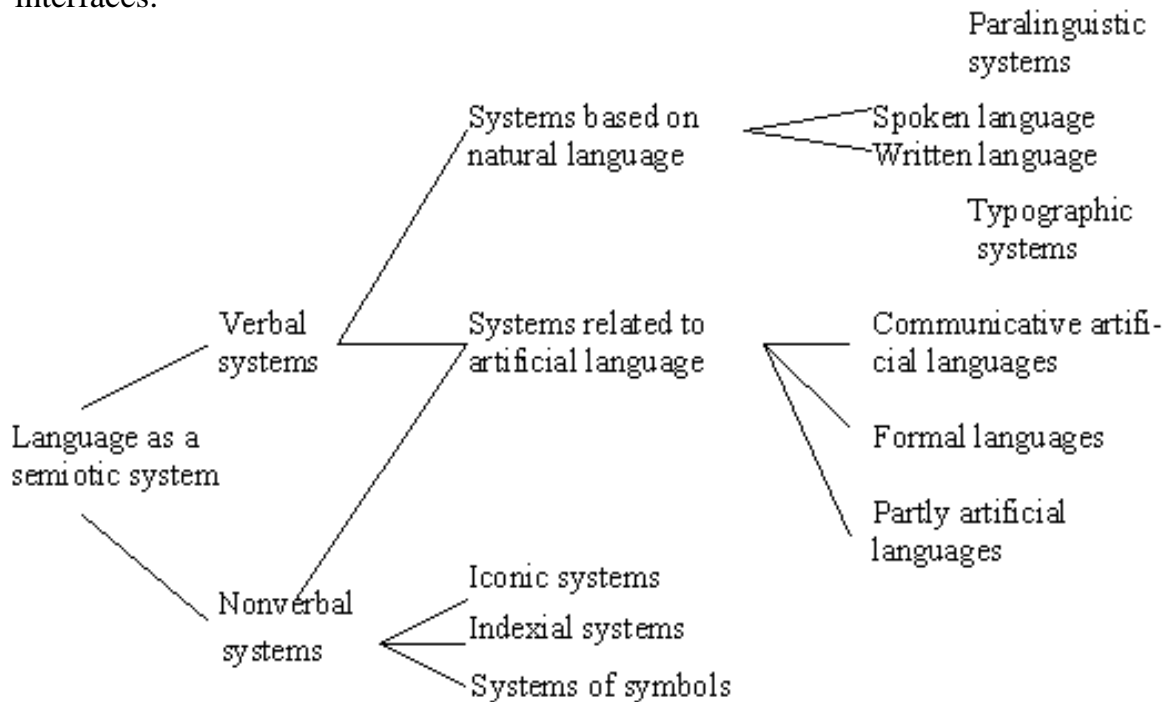 interfaces.
Paralinguistic
systems
Systems based on
natural language
Spoken language
Written language
Typographic
systems
Verbal
systems
Systems related to
artificial language
Communicative artifi-
cial languages
Language as a
semiotic system
Formal languages
Partly artificial
languages
Nonverbal
systems
Iconic systems
Indexial systems
Systems of symbols